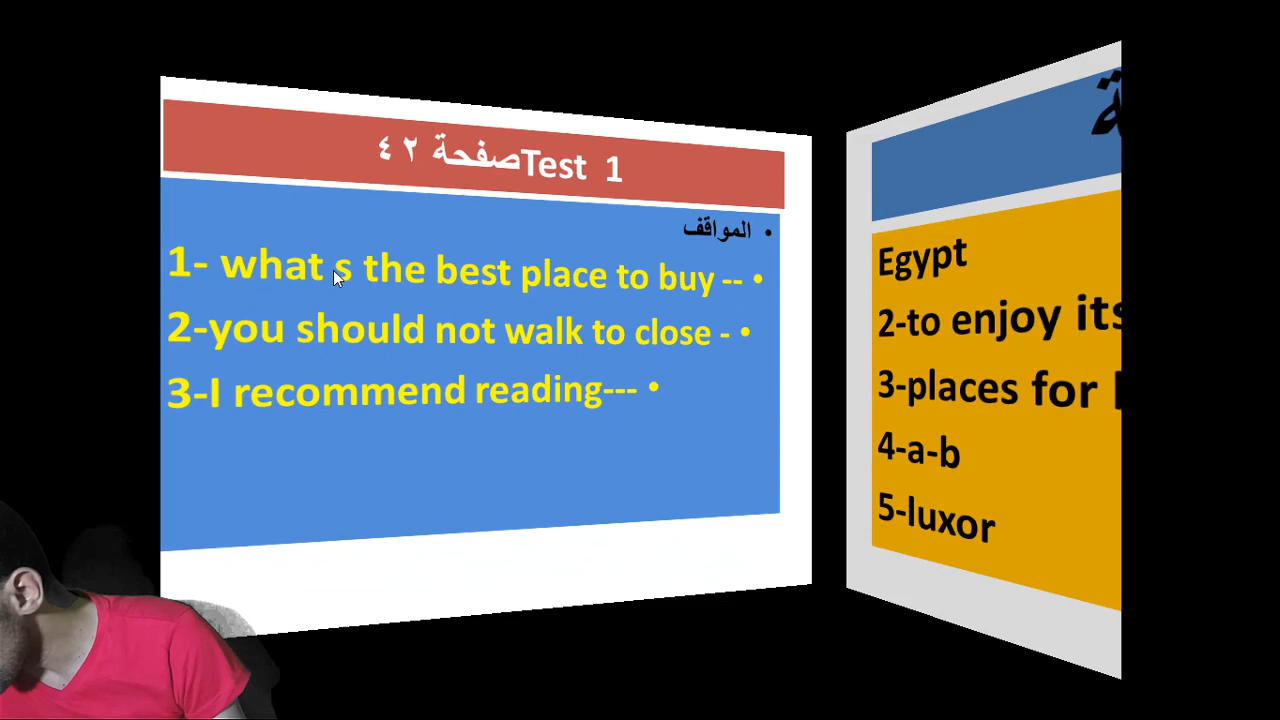 Test 1 صفحة ٤٢
• المواقف
1- what s the best place to buy -- •
2-you should not walk to close - •
3-I recommend reading--- •
Egypt
2-to enjoy its
3-places for
4-a-b
5-luxor